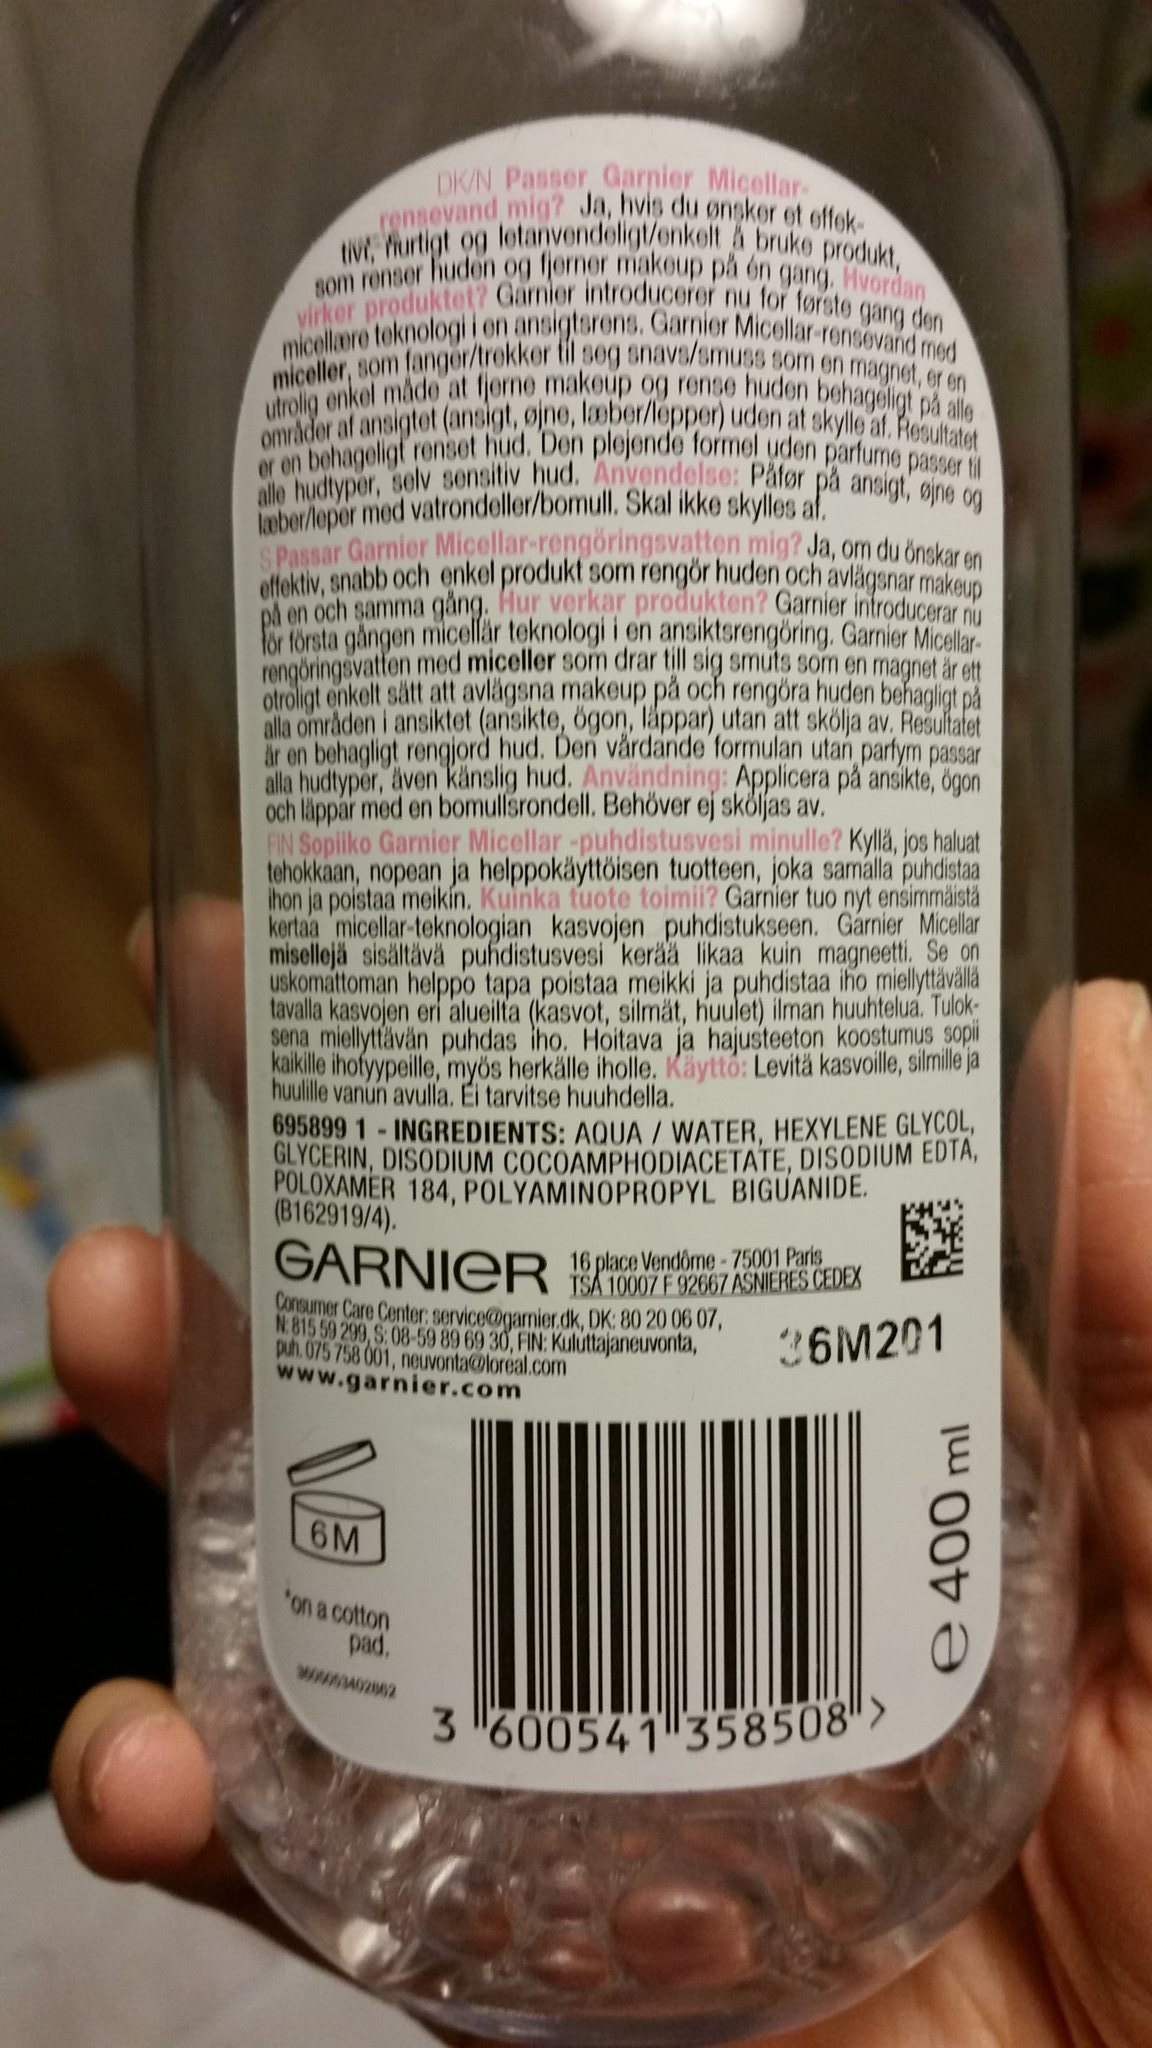 DK/N Passer Garnier Micellar-
rensevand mig? Ja, hvis du ønsker et effek-
tivt, hurtigt og letanvendeligt/enkelt å bruke produkt,
som renser huden og fjerner makeup på én gang. Hvordan
virker produktet? Garnier introducerer nu for første gang den
micellære teknologi i en ansigtsrens. Garnier Micellar-rensevand med
miceller, som fanger/trekker til seg snavs/smuss som en magnet, er en
utrolig enkel måde at fjerne makeup og rense huden behageligt på alle
områder af ansigtet (ansigt, øjne, læber/lepper) uden at skylle af. Resultatet
er en behageligt renset hud. Den plejende formel uden parfume passer til
alle hudtyper, selv sensitiv hud. Anvendelse: Påfør på ansigt, øjne og
læber/leper med vatrondeller/bomull. Skal ikke skylles af.
S Passar Garnier Micellar-rengöringsvatten mig? Ja, om du önskar en
effektiv, snabb och enkel produkt som rengör huden och avlägsnar makeup
på en och samma gång. Hur verkar produkten? Garnier introducerar nu
för första gången micellär teknologi i en ansiktsrengöring. Garnier Micellar-
rengöringsvatten med miceller som drar till sig smuts som en magnet är ett
otroligt enkelt sätt att avlägsna makeup på och rengöra huden behagligt på
alla områden i ansiktet (ansikte, ögon, läppar) utan att skölja av. Resultatet
är en behagligt rengjord hud. Den vårdande formulan utan parfym passar
alla hudtyper, även känslig hud. Användning: Applicera på ansikte, ögon
och läppar med en bomullsrondell. Behöver ej sköljas av.
FIN Sopiiko Garnier Micellar -puhdistusvesi minulle? Kyllä, jos haluat
tehokkaan, nopean ja helppokäyttöisen tuotteen, joka samalla puhdistaa
ihon ja poistaa meikin. Kuinka tuote toimii? Garnier tuo nyt ensimmäistä
kertaa micellar-teknologian kasvojen puhdistukseen. Garnier Micellar
misellejä sisältävä puhdistusvesi kerää likaa kuin magneetti. Se on
uskomattoman helppo tapa poistaa meikki ja puhdistaa iho miellyttävällä
tavalla kasvojen eri alueilta (kasvot, silmät, huulet) ilman huuhtelua. Tulok-
sena miellyttävän puhdas iho. Hoitava ja hajusteeton koostumus sopii
kaikille ihotyypeille, myös herkälle iholle. Käyttö: Levitä kasvoille, silmille ja
huulille vanun avulla. Ei tarvitse huuhdella.
695899 1 - INGREDIENTS: AQUA / WATER, HEXYLENE GLYCOL,
GLYCERIN, DISODIUM COCOAMPHODIACETATE, DISODIUM EDTA,
POLOXAMER 184, POLYAMINOPROPYL BIGUANIDE.
(B162919/4).
GARNIER 16 place Vendôme - 75001 Paris
TSA 10007 F 92667 ASNIERES CEDEX
Consumer Care Center: service@garnier.dk, DK: 80 20 06 07,
N: 815 59 299, S: 08-59 89 69 30, FIN: Kuluttajaneuvonta,
puh. 075 758 001, neuvonta@loreal.com
www.garnier.com
36M201
6M
*on a cotton
pad.
3600053402862
e 400 ml
3 600541 358508 >